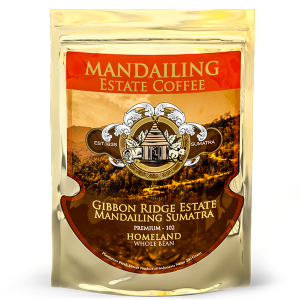 MANDAILING
ESTATE COFFEE
EST.1838
SUMATRA
GIBBON RIDGE ESTATE
MANDAILING SUMATRA
PREMIUM - 102
HOMELAND
WHOLE BEAN